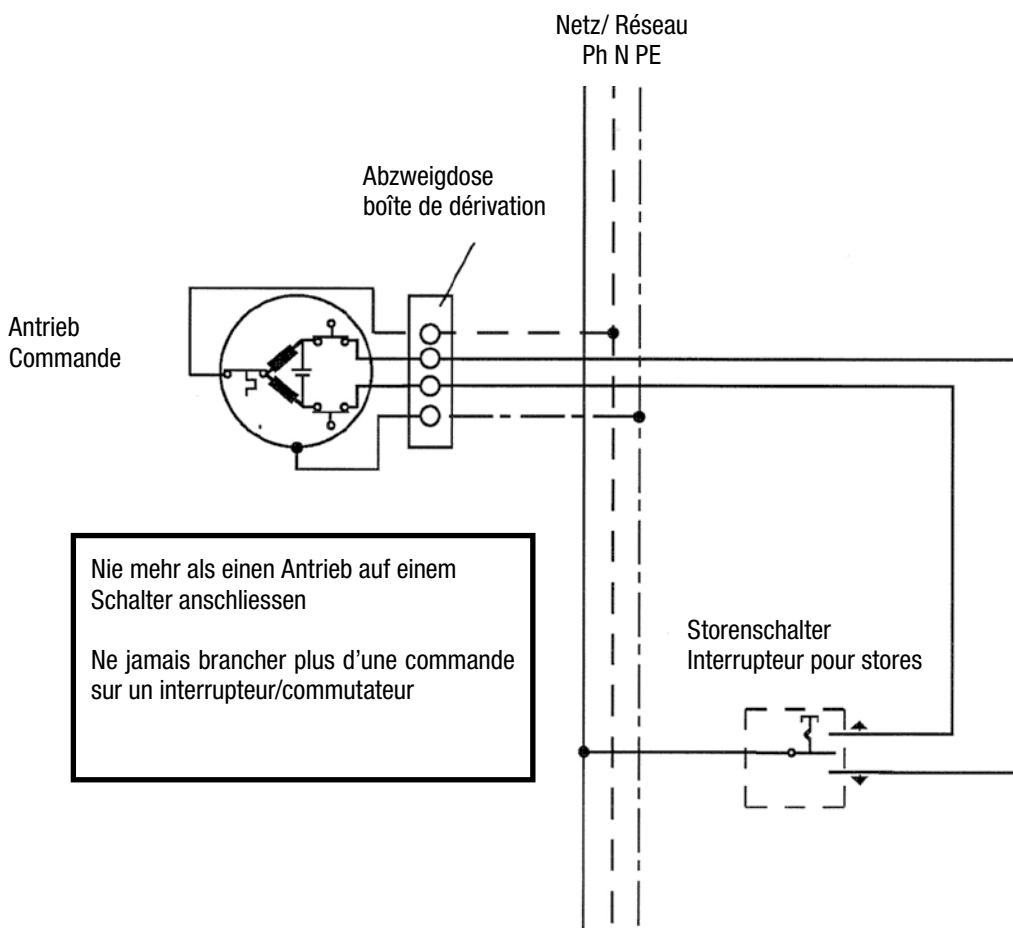 Netz/ Réseau
Ph N PE
Abzweigdose
boîte de dérivation
Antrieb
Commande
Nie mehr als einen Antrieb auf einem
Schalter anschliessen
Ne jamais brancher plus d’une commande
sur un interrupteur/commutateur
Storenschalter
Interrupteur pour stores